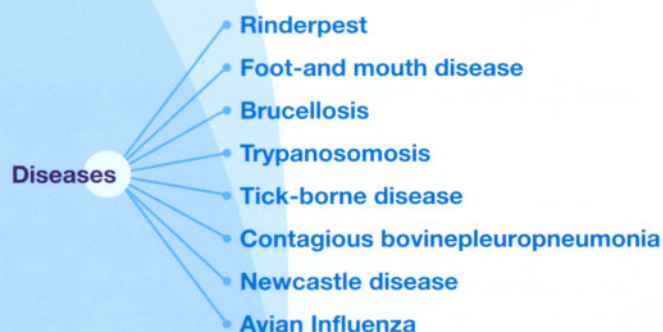 Rinderpest
Foot-and mouth disease
Brucellosis
Trypanosomosis
Diseases
Tick-borne disease
Contagious bovinepleuropneumonia
Newcastle disease
Avian Influenza